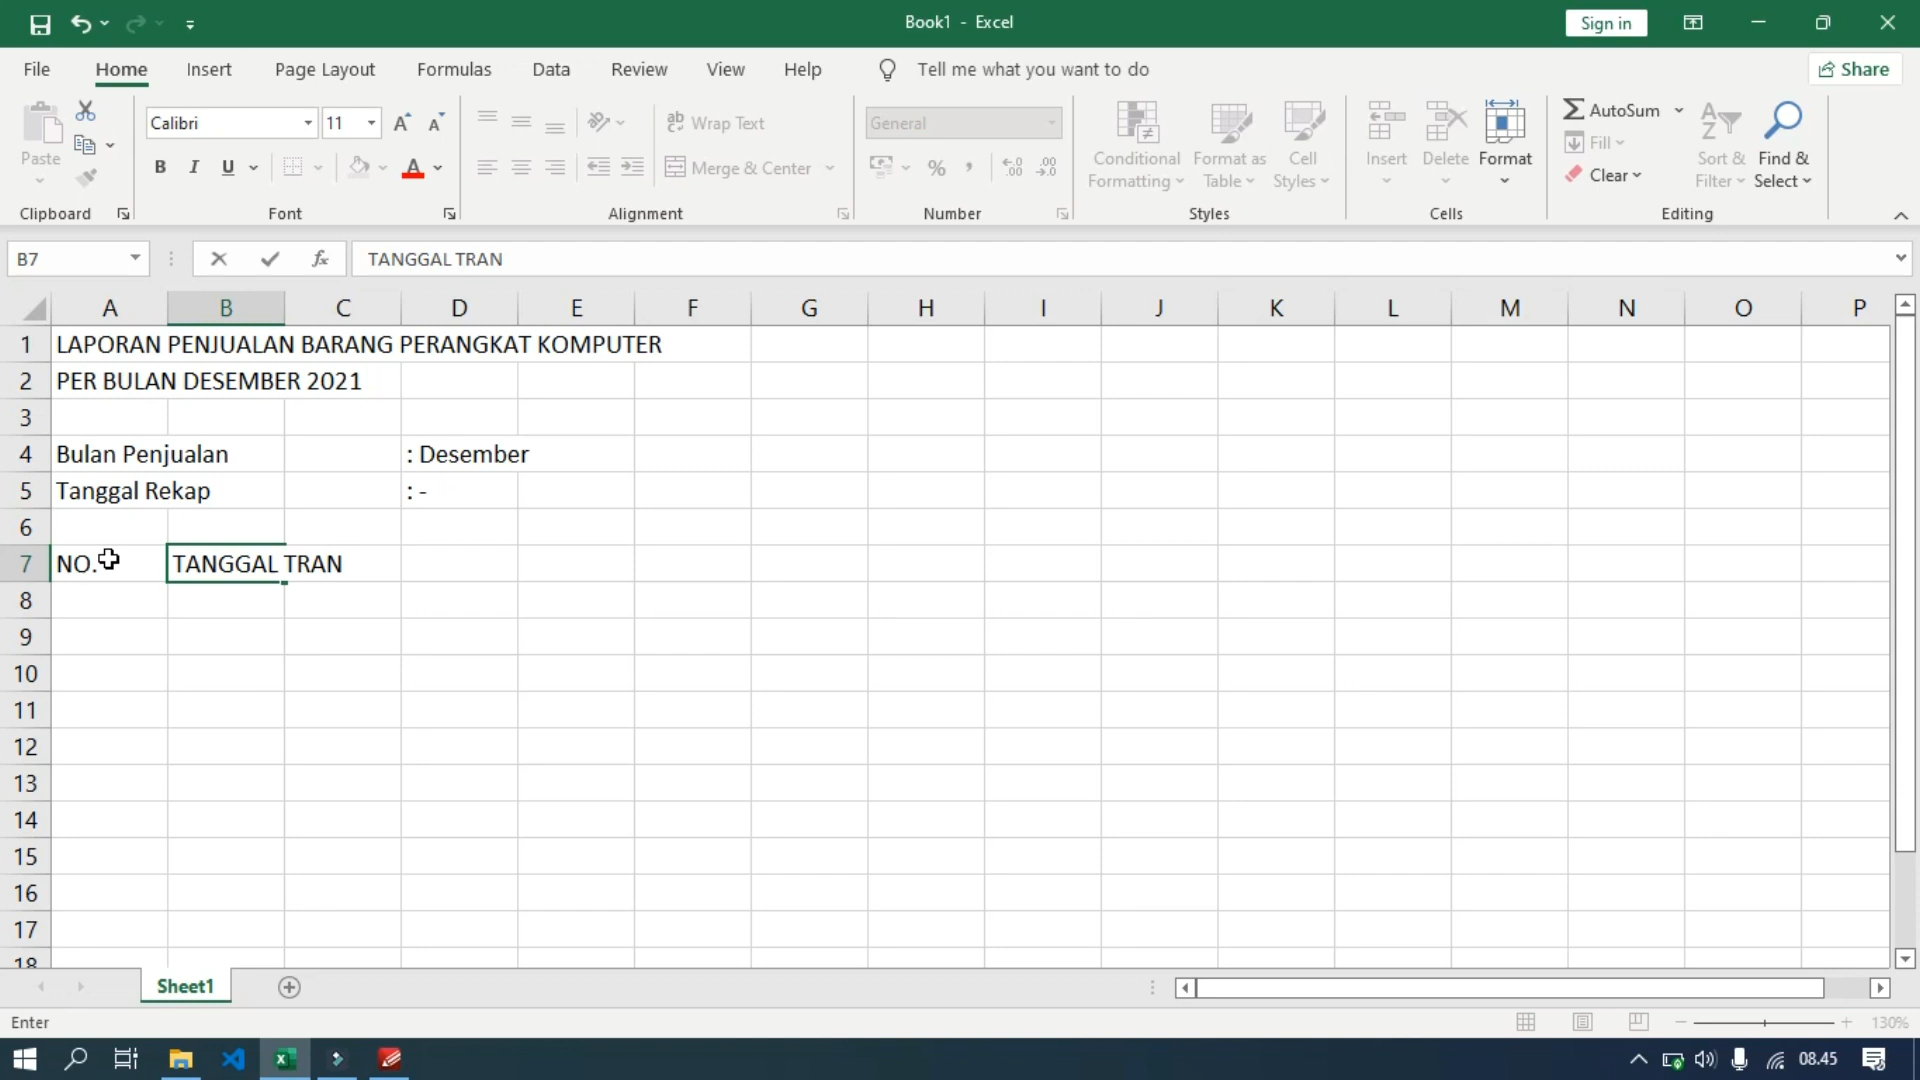 Book1 - Excel
Sign in
File Home Insert Page Layout Formulas Data Review View Help Tell me what you want to do Share
Paste
Calibri 11
Wrap Text
Merge & Center
General
Conditional Formatting
Format as Table
Cell Styles
Insert Delete Format
AutoSum
Fill
Clear
Sort & Filter
Find & Select
Clipboard Font Alignment Number Styles Cells Editing
B7 fx TANGGAL TRAN
A B C D E F G H I J K L M N O P
1 LAPORAN PENJUALAN BARANG PERANGKAT KOMPUTER
2 PER BULAN DESEMBER 2021
3
4 Bulan Penjualan : Desember
5 Tanggal Rekap : -
6
7 NO. TANGGAL TRAN
8
9
10
11
12
13
14
15
16
17
18
Sheet1
Enter 130%
08.45